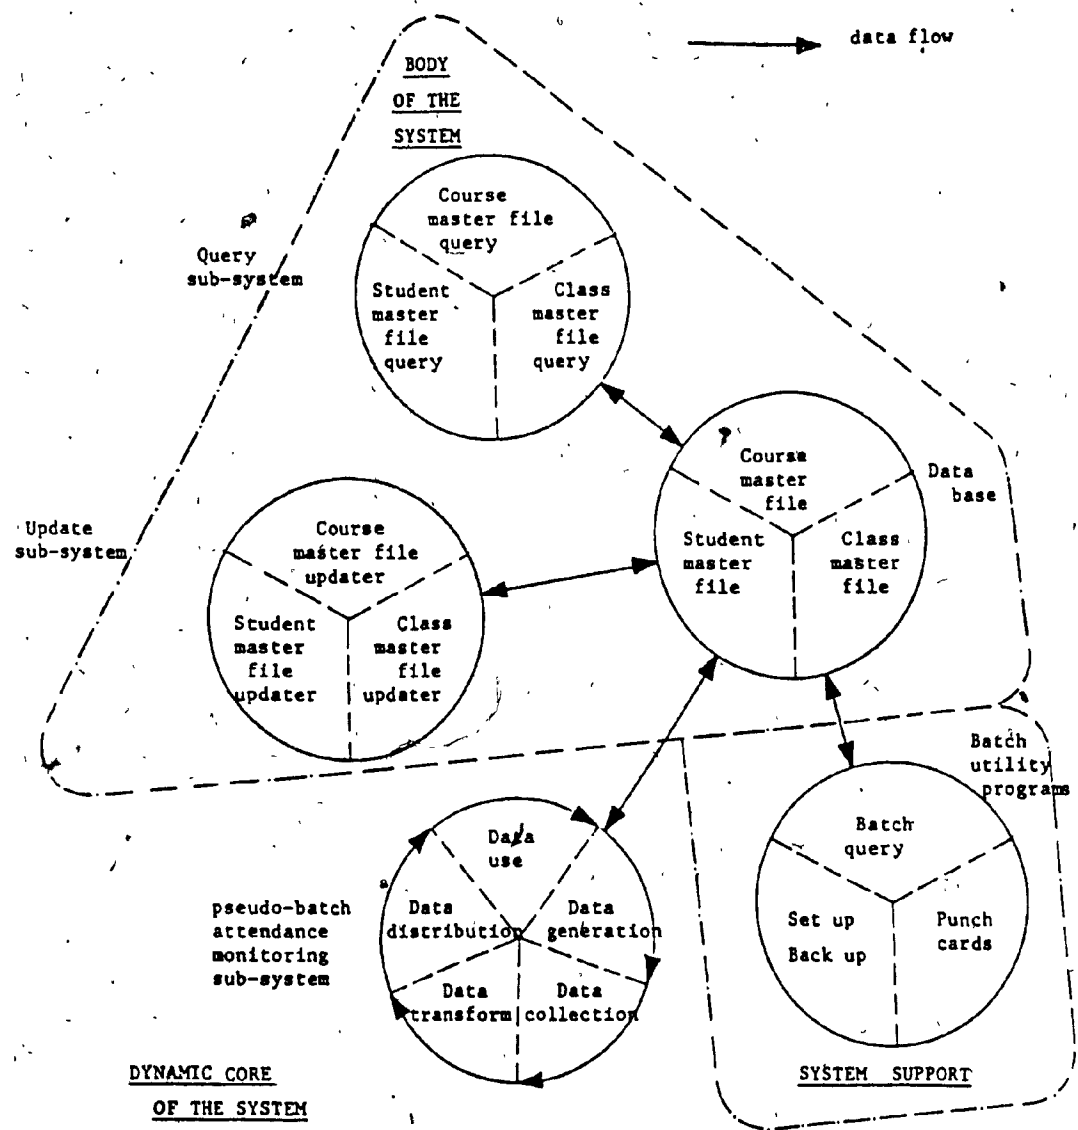 data flow
BODY
OF THE
SYSTEM
Course
master file
query
Query
sub-system
Student
master
file
query
Class
master
file
query
Course
master
file
Data
base
Student
master
file
Class
master
file
Update
sub-system
Course
master file
updater
Student
master
file
updater
Class
master
file
updater
Batch
utility
programs
Batch
query
Set up
Back up
Punch
cards
Data
use
Data
distribution
Data
generation
Data
transform
Data
collection
pseudo-batch
attendance
monitoring
sub-system
DYNAMIC CORE
OF THE SYSTEM
SYSTEM SUPPORT